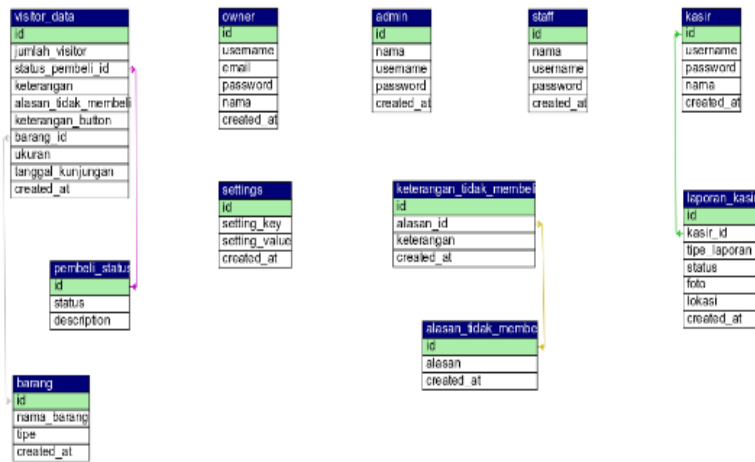 visitor_data
id
jumlah_visitor
status_pembeli_id
keterangan
alasan_tidak_membeli
keterangan_button
barang_id
ukuran
tanggal_kunjungan
created_at
owner
id
username
email
password
nama
created_at
admin
id
nama
username
password
created_at
staff
id
nama
username
password
created_at
kasir
id
username
password
nama
created_at
settings
id
setting_key
setting_value
created_at
keterangan_tidak_membeli
id
alasan_id
keterangan
created_at
laporan_kasir
id
kasir_id
tipe_laporan
status
foto
lokasi
created_at
pembeli_status
id
status
description
alasan_tidak_membe
id
alasan
created_at
barang
id
nama_barang
tipe
created_at